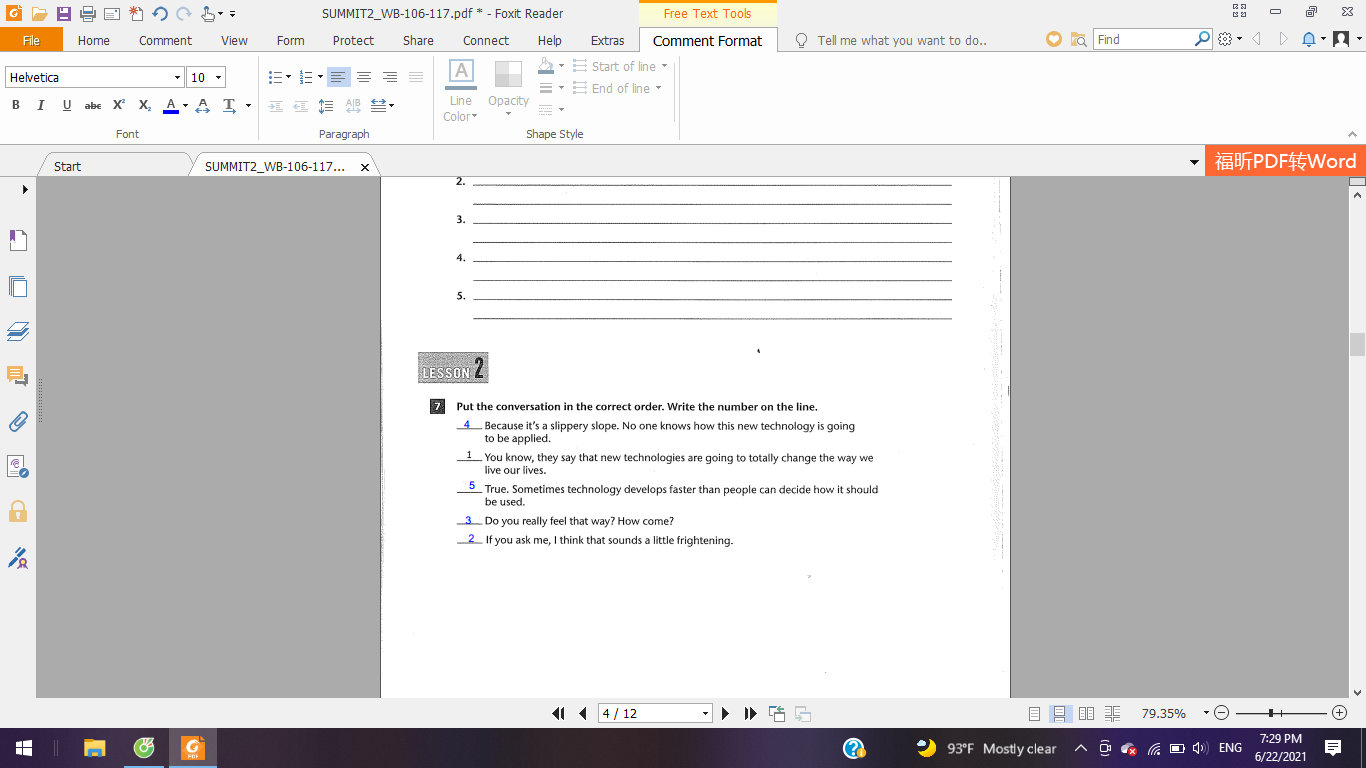 SUMMIT2_WB-106-117.pdf * - Foxit Reader
Free Text Tools
File Home Comment View Form Protect Share Connect Help Extras Comment Format Tell me what you want to do.. Find
Helvetica 10
Start of line
End of line
B I U abc X² X₂ A A T
A|B
A
Line Color
Opacity
Font Paragraph Shape Style
Start SUMMIT2_WB-106-117... 福昕PDF转Word
2.
3.
4.
5.
LESSON 2
7 Put the conversation in the correct order. Write the number on the line.
4 Because it's a slippery slope. No one knows how this new technology is going
to be applied.
1 You know, they say that new technologies are going to totally change the way we
live our lives.
5 True. Sometimes technology develops faster than people can decide how it should
be used.
3 Do you really feel that way? How come?
2 If you ask me, I think that sounds a little frightening.
4 / 12 79.35%
93°F Mostly clear ENG 7:29 PM
6/22/2021
PDF